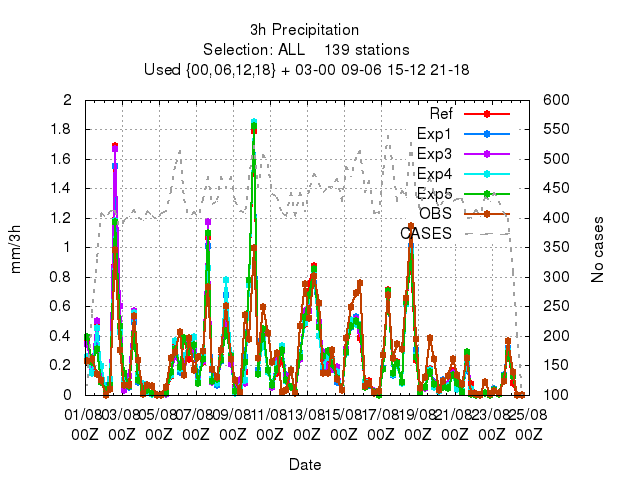 3h Precipitation
Selection: ALL    139 stations
Used {00,06,12,18} + 03-00 09-06 15-12 21-18
2 600
1.8 550
1.6 500
1.4 450
1.2 400
1 350
0.8 300
0.6 250
0.4 200
0.2 150
0 100
Ref
Exp1
Exp3
Exp4
Exp5
OBS
CASES
mm/3h
No cases
01/08 03/08 05/08 07/08 09/08 11/08 13/08 15/08 17/08 19/08 21/08 23/08 25/08
00Z 00Z 00Z 00Z 00Z 00Z 00Z 00Z 00Z 00Z 00Z 00Z 00Z
Date